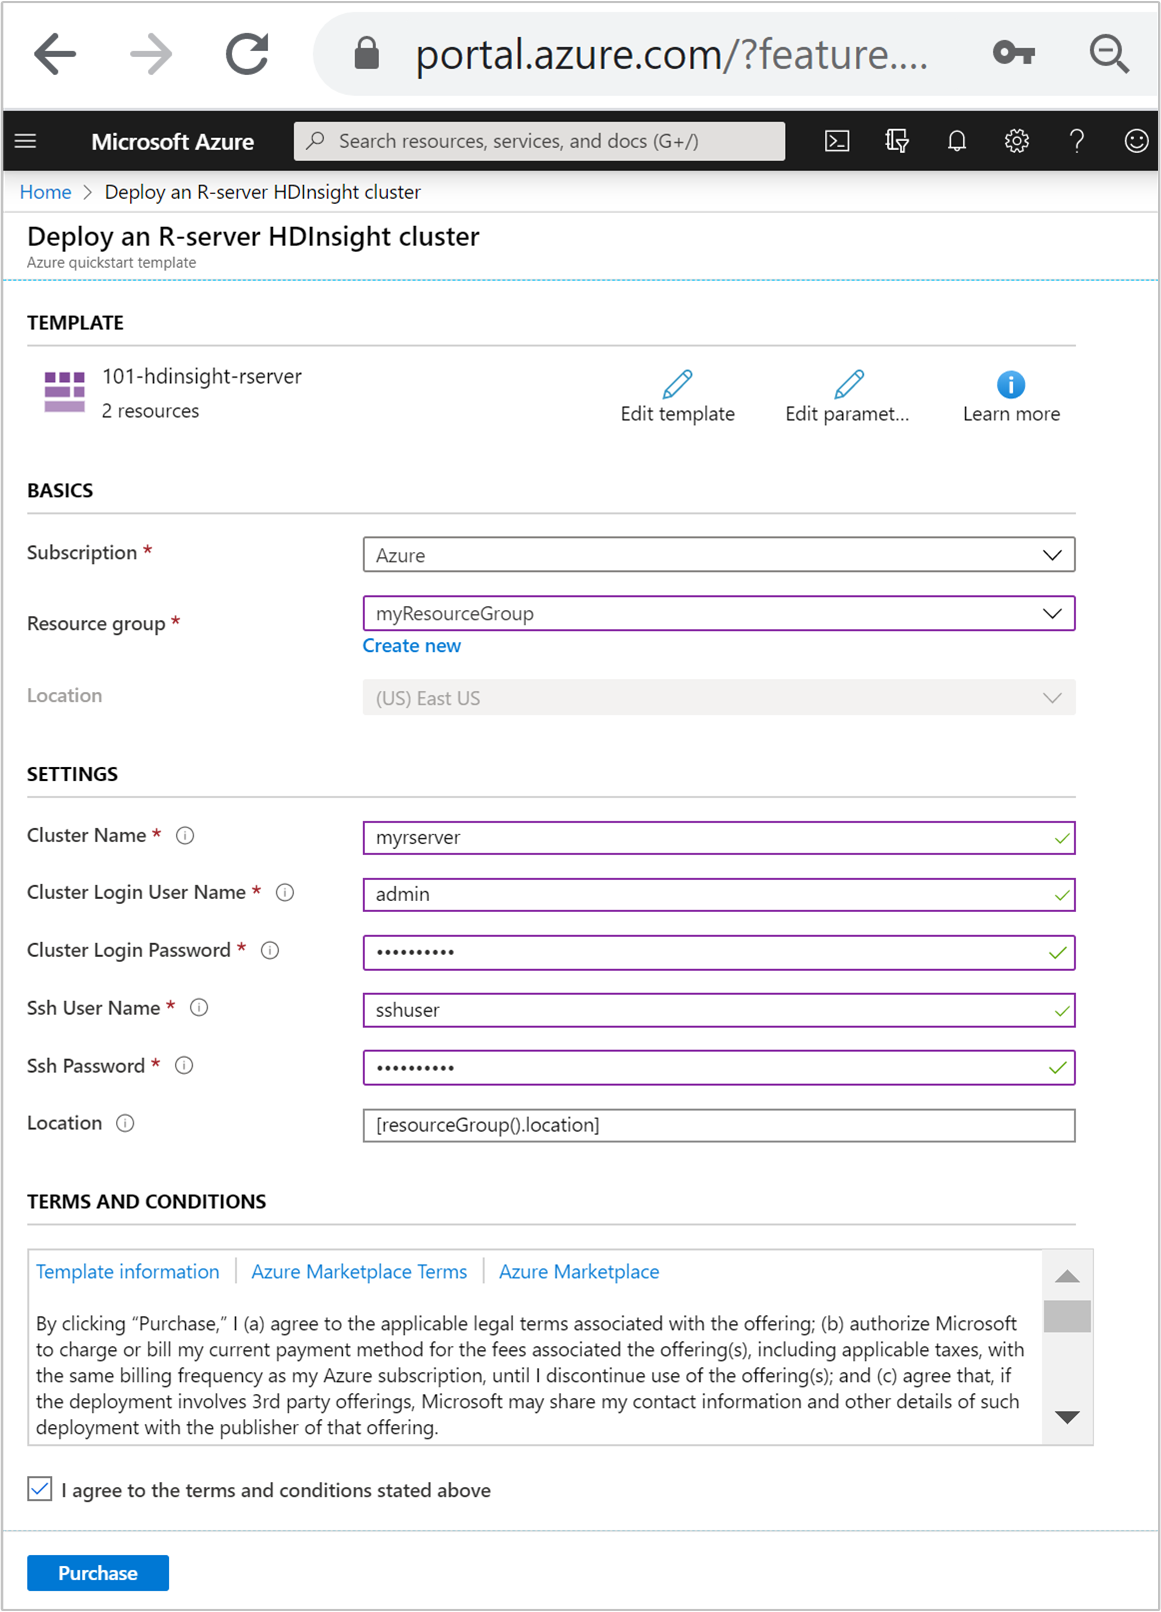 portal.azure.com/?feature....
Microsoft Azure
Search resources, services, and docs (G+/)
Home > Deploy an R-server HDInsight cluster
Deploy an R-server HDInsight cluster
Azure quickstart template
TEMPLATE
101-hdinsight-rserver
2 resources
Edit template
Edit paramet...
Learn more
BASICS
Subscription *
Azure
Resource group *
myResourceGroup
Create new
Location
(US) East US
SETTINGS
Cluster Name *
myrserver
Cluster Login User Name *
admin
Cluster Login Password *
••••••••••
Ssh User Name *
sshuser
Ssh Password *
••••••••••
Location
[resourceGroup().location]
TERMS AND CONDITIONS
Template information | Azure Marketplace Terms | Azure Marketplace
By clicking “Purchase,” I (a) agree to the applicable legal terms associated with the offering; (b) authorize Microsoft
to charge or bill my current payment method for the fees associated the offering(s), including applicable taxes, with
the same billing frequency as my Azure subscription, until I discontinue use of the offering(s); and (c) agree that, if
the deployment involves 3rd party offerings, Microsoft may share my contact information and other details of such
deployment with the publisher of that offering.
I agree to the terms and conditions stated above
Purchase